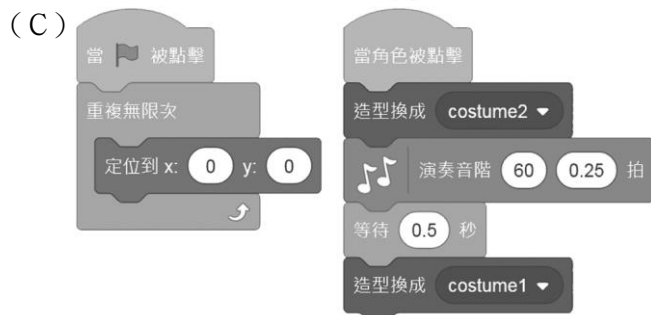 (C)
當 被點擊
重複無限次
定位到 x: 0 y: 0
當角色被點擊
造型換成 costume2
演奏音階 60 0.25 拍
等待 0.5 秒
造型換成 costume1